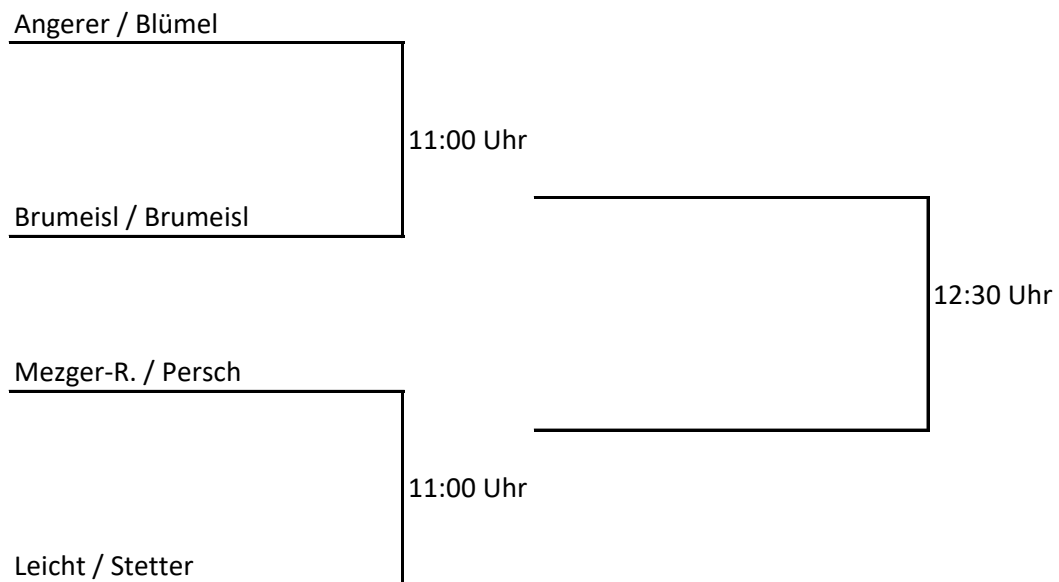 Angerer / Blümel
11:00 Uhr
Brumeisl / Brumeisl
12:30 Uhr
Mezger-R. / Persch
11:00 Uhr
Leicht / Stetter